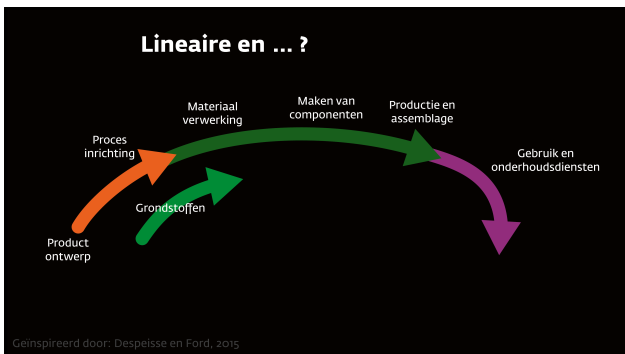 Lineaire en ... ?
Materiaal
verwerking
Maken van
componenten
Productie en
assemblage
Proces
inrichting
Gebruik en
onderhoudsdiensten
Grondstoffen
Product
ontwerp
Geïnspireerd door: Despeisse en Ford, 2015